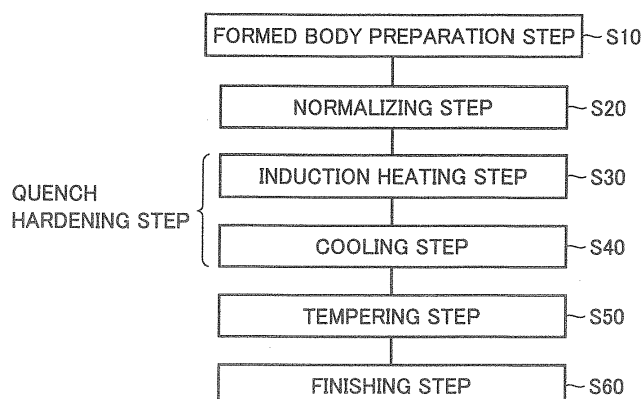 FORMED BODY PREPARATION STEP S10
NORMALIZING STEP S20
QUENCH
HARDENING STEP
INDUCTION HEATING STEP S30
COOLING STEP S40
TEMPERING STEP S50
FINISHING STEP S60